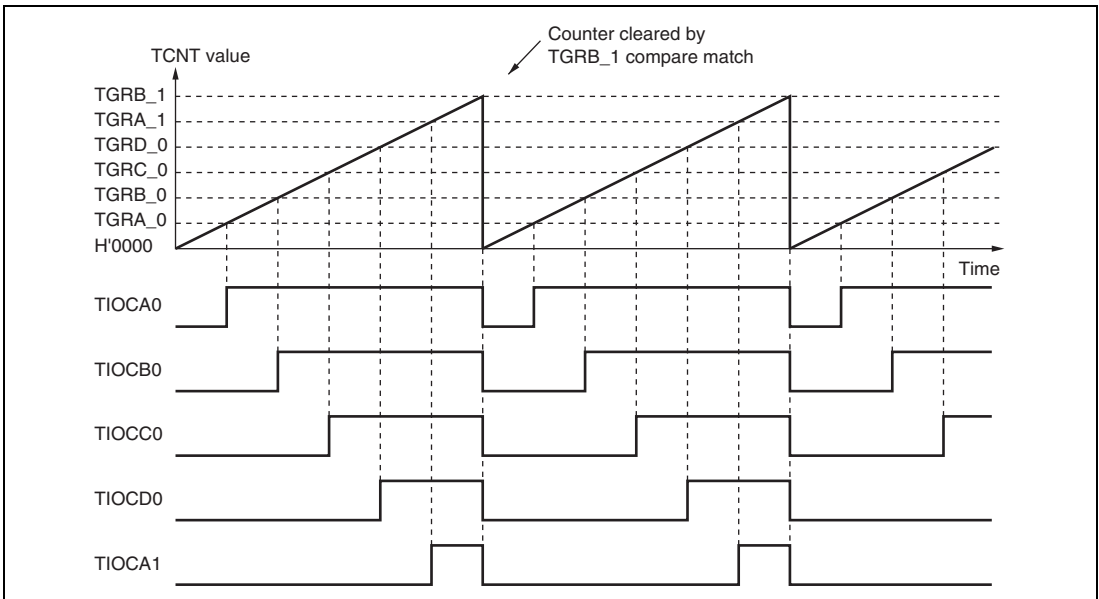 Counter cleared by
TGRB_1 compare match
TCNT value
TGRB_1
TGRA_1
TGRD_0
TGRC_0
TGRB_0
TGRA_0
H'0000
Time
TIOCA0
TIOCB0
TIOCC0
TIOCD0
TIOCA1